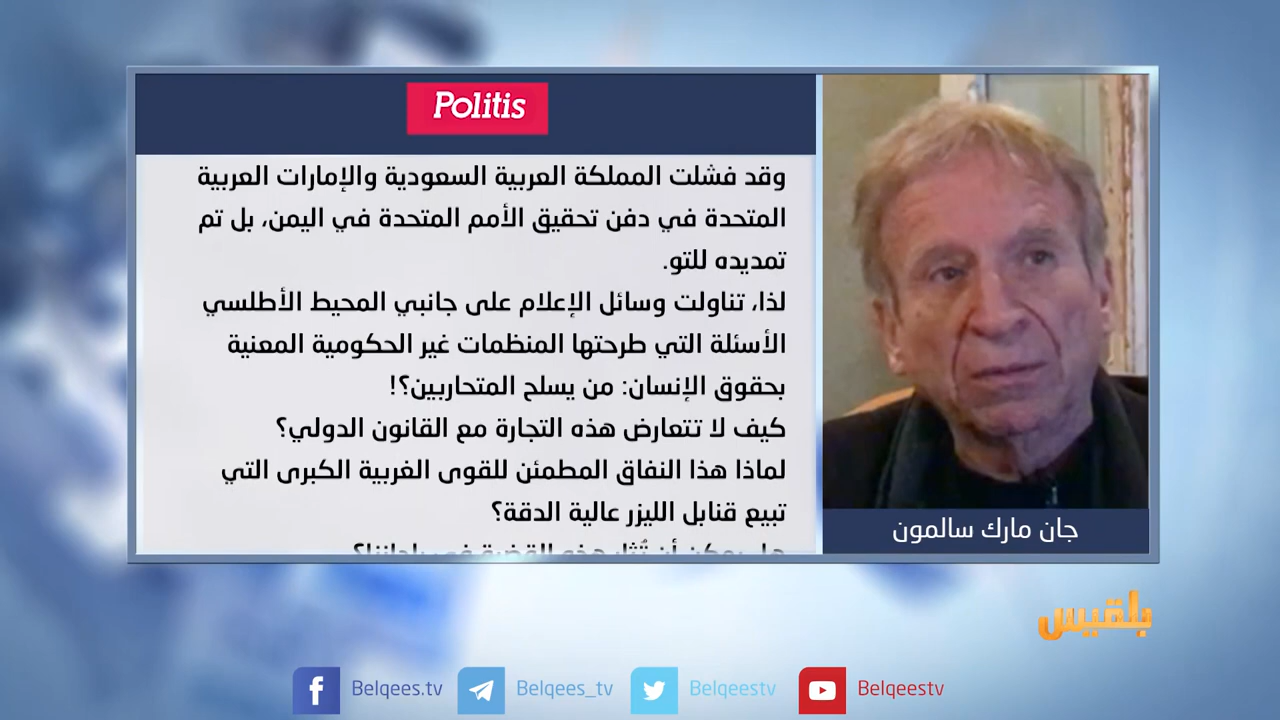 Politis
وقد فشلت المملكة العربية السعودية والإمارات العربية
المتحدة في دفن تحقيق الأمم المتحدة في اليمن، بل تم
تمديده للتو.
لذا، تناولت وسائل الإعلام على جانبي المحيط الأطلسي
الأسئلة التي طرحتها المنظمات غير الحكومية المعنية
بحقوق الإنسان: من يسلح المتحاربين؟!
كيف لا تتعارض هذه التجارة مع القانون الدولي؟
لماذا هذا النفاق المطمئن للقوى الغربية الكبرى التي
تبيع قنابل الليزر عالية الدقة؟
جان مارك سالمون
بلقيس
Belqees.tv
Belqees_tv
Belqeestv
Belqeestv